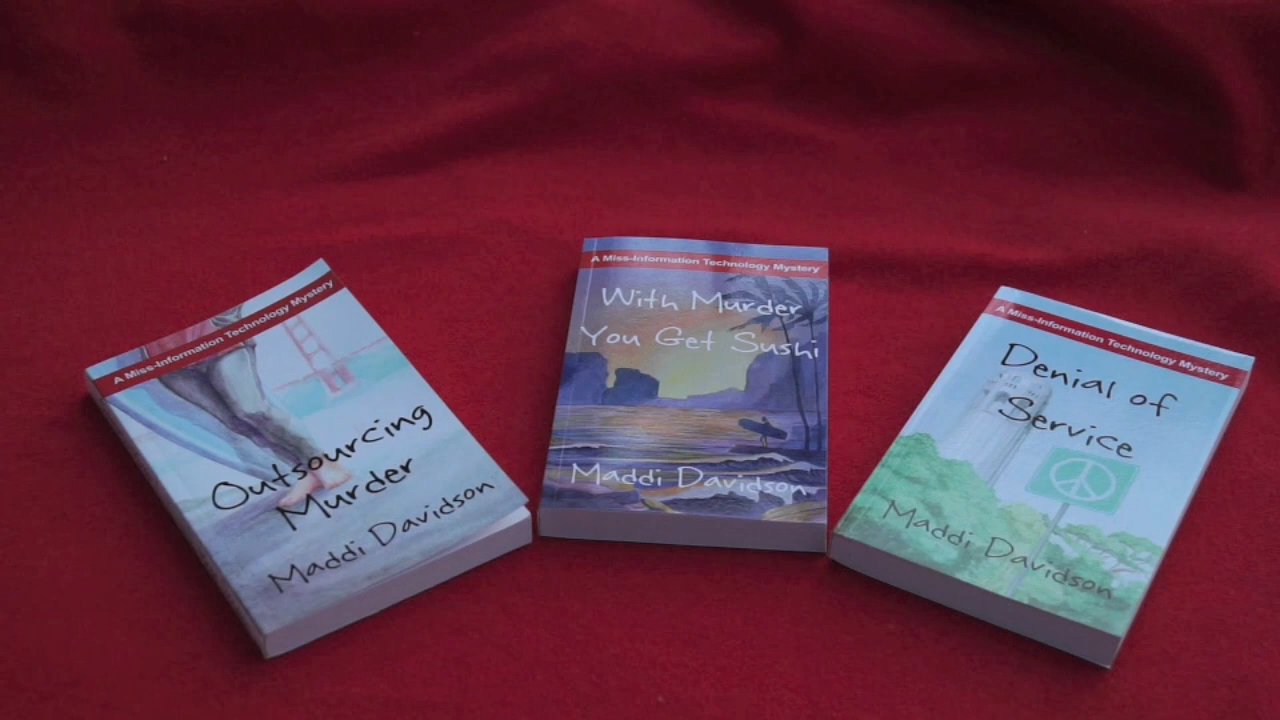 A Miss-Information Technology Mystery
Outsourcing
Murder
Maddi Davidson
A Miss-Information Technology Mystery
With Murder
You Get Sushi
Maddi Davidson
A Miss-Information Technology Mystery
Denial of
Service
Maddi Davidson